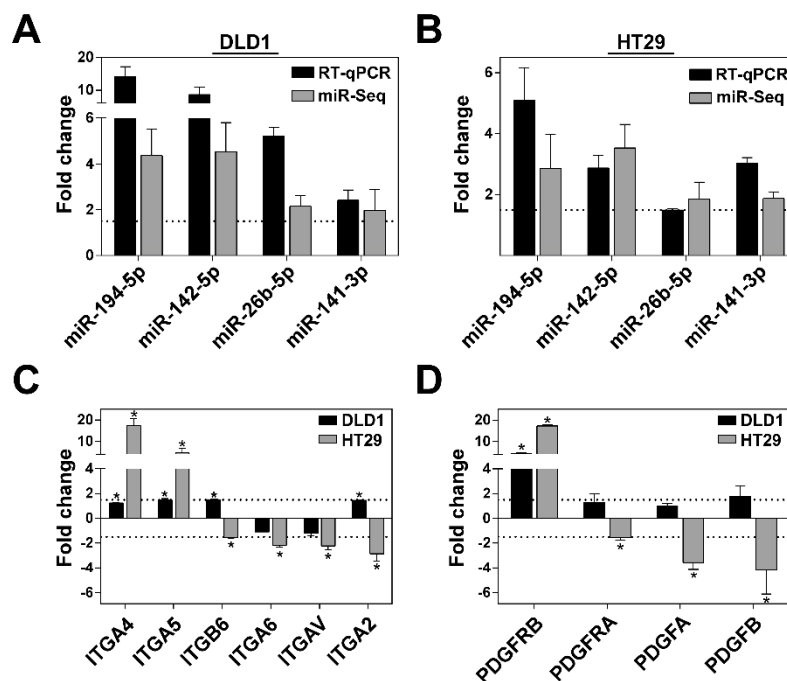 A
DLD1
Fold change
20
10
6
4
2
0
RT-qPCR
miR-Seq
miR-194-5p
miR-142-5p
miR-26b-5p
miR-141-3p
B
HT29
Fold change
6
4
2
RT-qPCR
miR-Seq
miR-194-5p
miR-142-5p
miR-26b-5p
miR-141-3p
C
Fold change
20
10
4
2
0
-2
-4
-6
DLD1
HT29
* * * * * * * * * *
ITGA4
ITGA5
ITGB6
ITGA6
ITGAV
ITGA2
D
Fold change
20
10
4
2
0
-2
-4
-6
DLD1
HT29
* * * * *
PDGFRB
PDGFRA
PDGFA
PDGFB